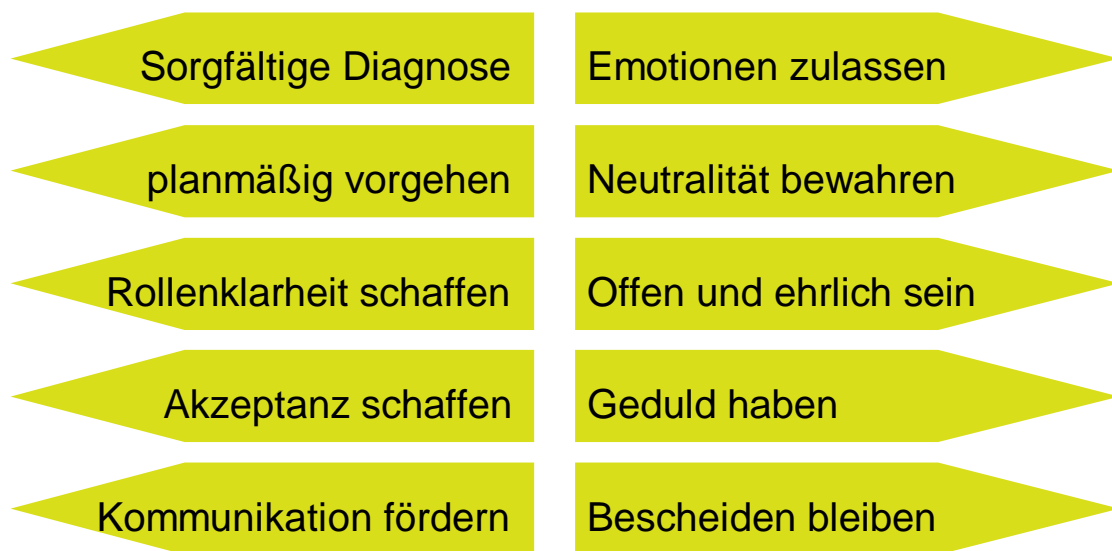 Sorgfältige Diagnose
Emotionen zulassen
planmäßig vorgehen
Neutralität bewahren
Rollenklarheit schaffen
Offen und ehrlich sein
Akzeptanz schaffen
Geduld haben
Kommunikation fördern
Bescheiden bleiben